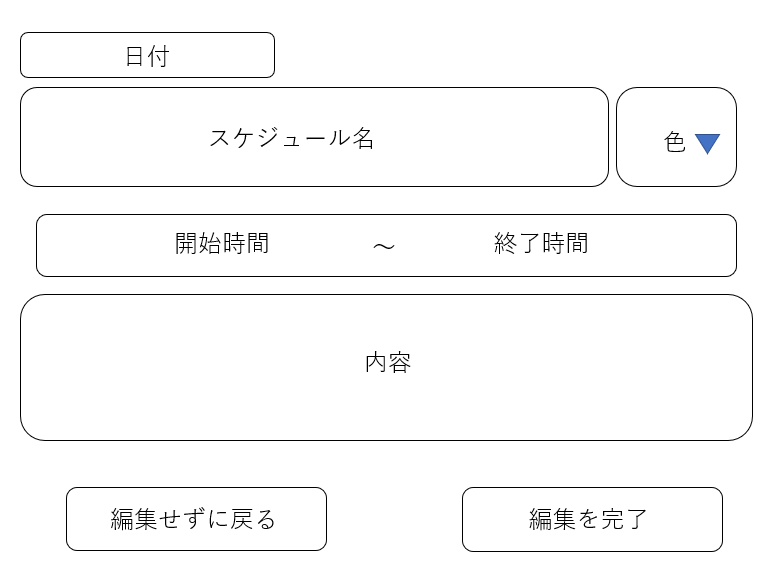 日付
スケジュール名
色
開始時間 ～ 終了時間
内容
編集せずに戻る
編集を完了